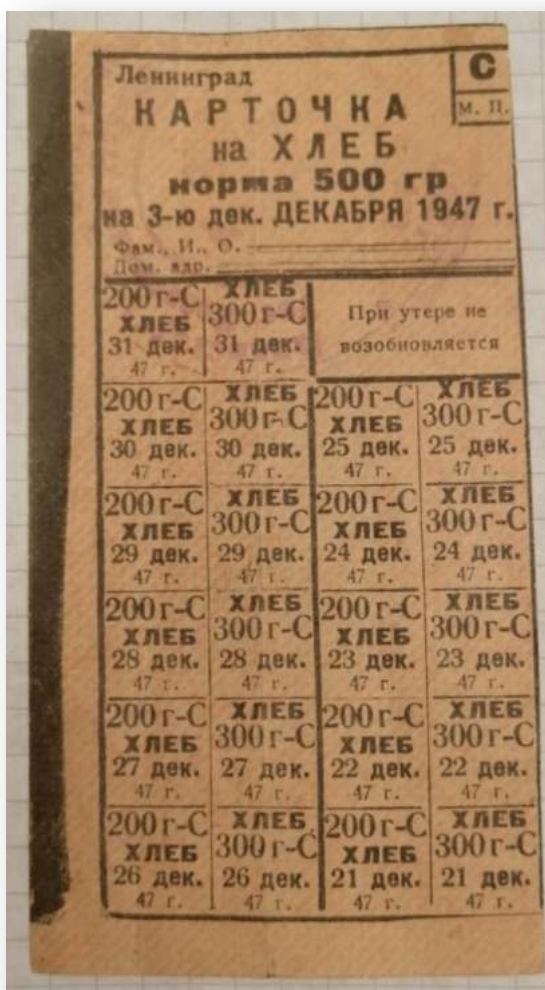 Ленинград
С
М. П.
КАРТОЧКА
на ХЛЕБ
норма 500 гр
на 3-ю дек. ДЕКАБРЯ 1947 г.
Фам., И., О.
Дом. адр.
200 г-С
ХЛЕБ
31 дек.
47 г.
ХЛЕБ
300 г-С
31 дек.
47 г.
При утере не
возобновляется
200 г-С
ХЛЕБ
30 дек.
47 г.
ХЛЕБ
300 г-С
30 дек.
47 г.
200 г-С
ХЛЕБ
25 дек.
47 г.
ХЛЕБ
300 г-С
25 дек.
47 г.
200 г-С
ХЛЕБ
29 дек.
47 г.
ХЛЕБ
300 г-С
29 дек.
47 г.
200 г-С
ХЛЕБ
24 дек.
47 г.
ХЛЕБ
300 г-С
24 дек.
47 г.
200 г-С
ХЛЕБ
28 дек.
47 г.
ХЛЕБ
300 г-С
28 дек.
47 г.
200 г-С
ХЛЕБ
23 дек.
47 г.
ХЛЕБ
300 г-С
23 дек.
47 г.
200 г-С
ХЛЕБ
27 дек.
47 г.
ХЛЕБ
300 г-С
27 дек.
47 г.
200 г-С
ХЛЕБ
22 дек.
47 г.
ХЛЕБ
300 г-С
22 дек.
47 г.
200 г-С
ХЛЕБ
26 дек.
47 г.
ХЛЕБ
300 г-С
26 дек.
47 г.
200 г-С
ХЛЕБ
21 дек.
47 г.
ХЛЕБ
300 г-С
21 дек.
47 г.